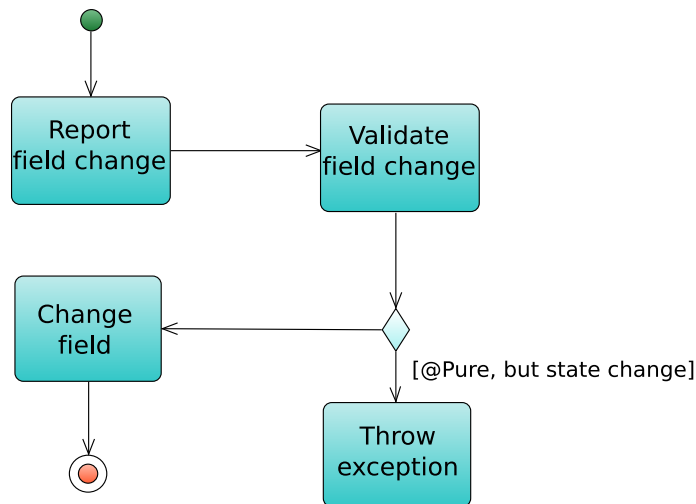 Report
field change
Validate
field change
Change
field
[@Pure, but state change]
Throw
exception